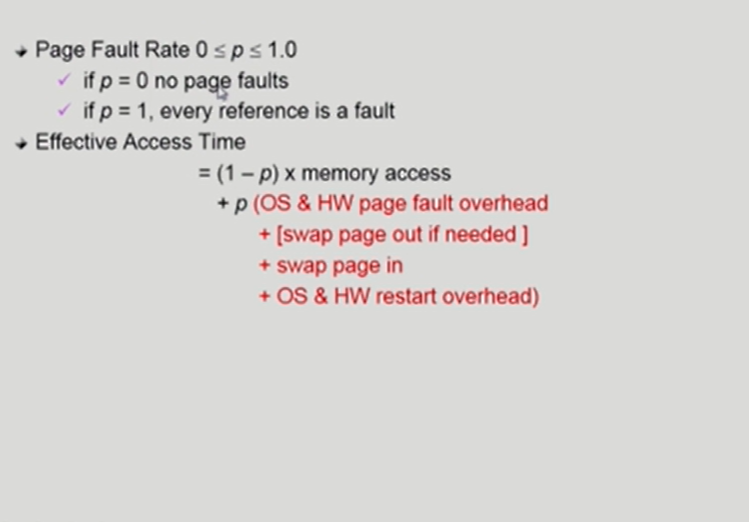 Page Fault Rate 0 ≤ p ≤ 1.0
if p = 0 no page faults
if p = 1, every reference is a fault
Effective Access Time
= (1 – p) x memory access
+ p (OS & HW page fault overhead
+ [swap page out if needed ]
+ swap page in
+ OS & HW restart overhead)